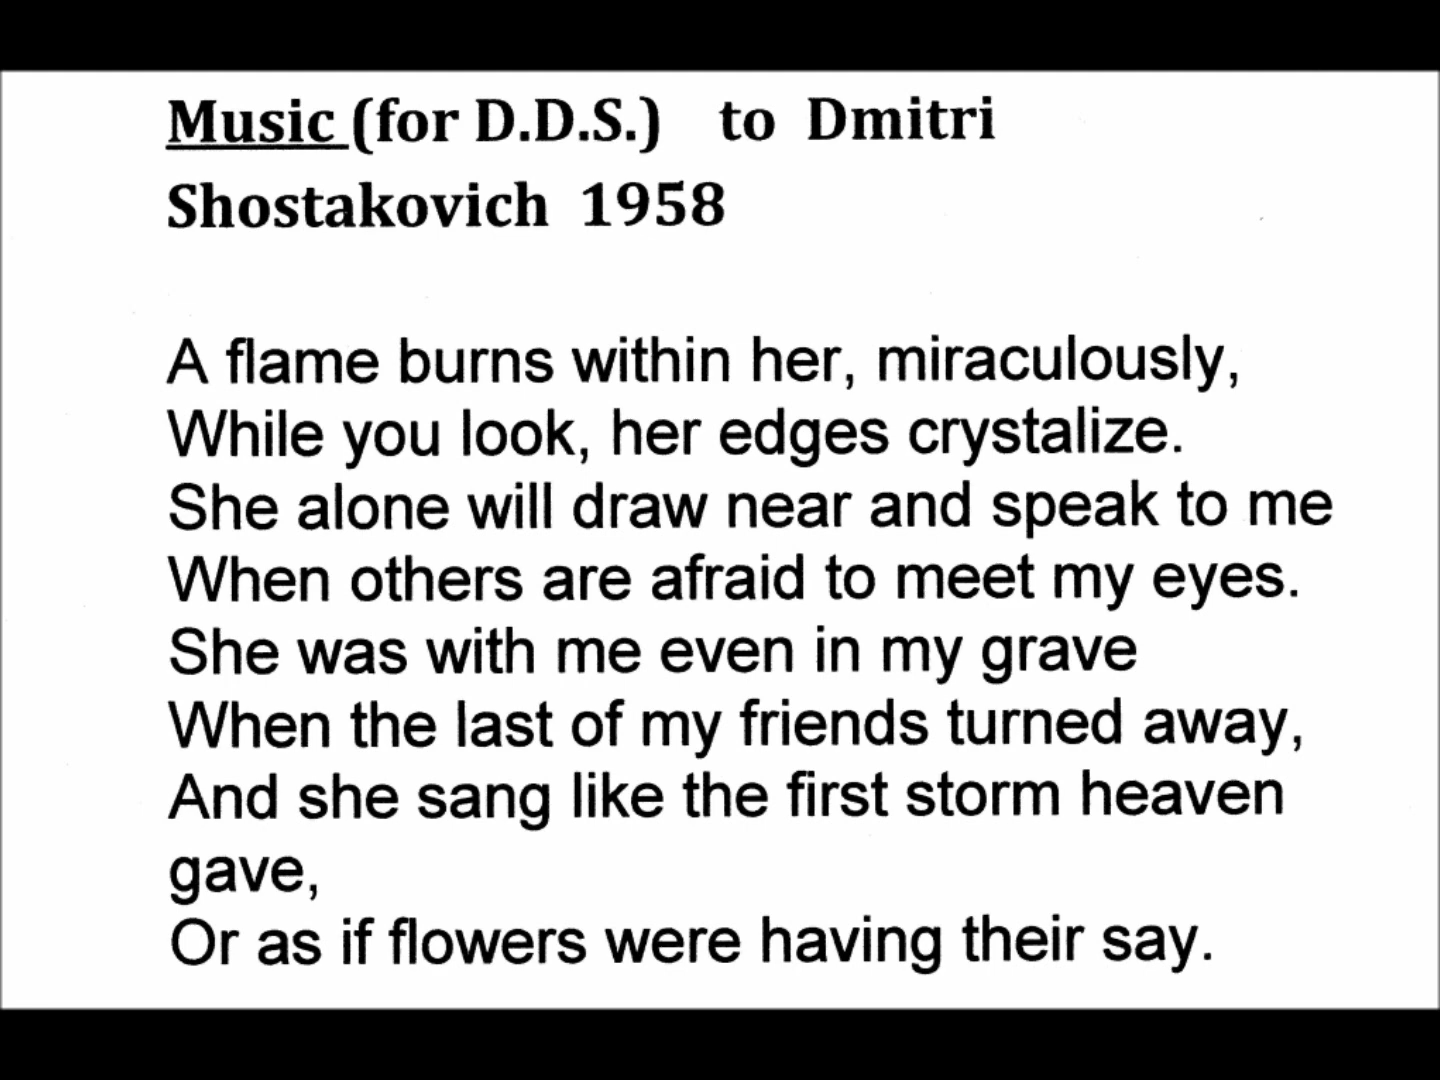 Music (for D.D.S.) to Dmitri
Shostakovich 1958
A flame burns within her, miraculously,
While you look, her edges crystalize.
She alone will draw near and speak to me
When others are afraid to meet my eyes.
She was with me even in my grave
When the last of my friends turned away,
And she sang like the first storm heaven
gave,
Or as if flowers were having their say.